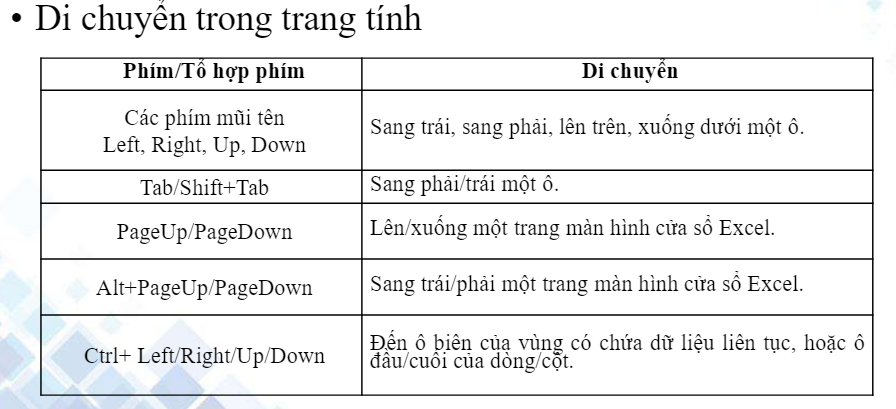 • Di chuyển trong trang tính
Phím/Tổ hợp phím
Di chuyển
Các phím mũi tên
Left, Right, Up, Down
Sang trái, sang phải, lên trên, xuống dưới một ô.
Tab/Shift+Tab
Sang phải/trái một ô.
PageUp/PageDown
Lên/xuống một trang màn hình cửa sổ Excel.
Alt+PageUp/PageDown
Sang trái/phải một trang màn hình cửa sổ Excel.
Ctrl+ Left/Right/Up/Down
Đến ô biên của vùng có chứa dữ liệu liên tục, hoặc ô
đầu/cuối của dòng/cột.